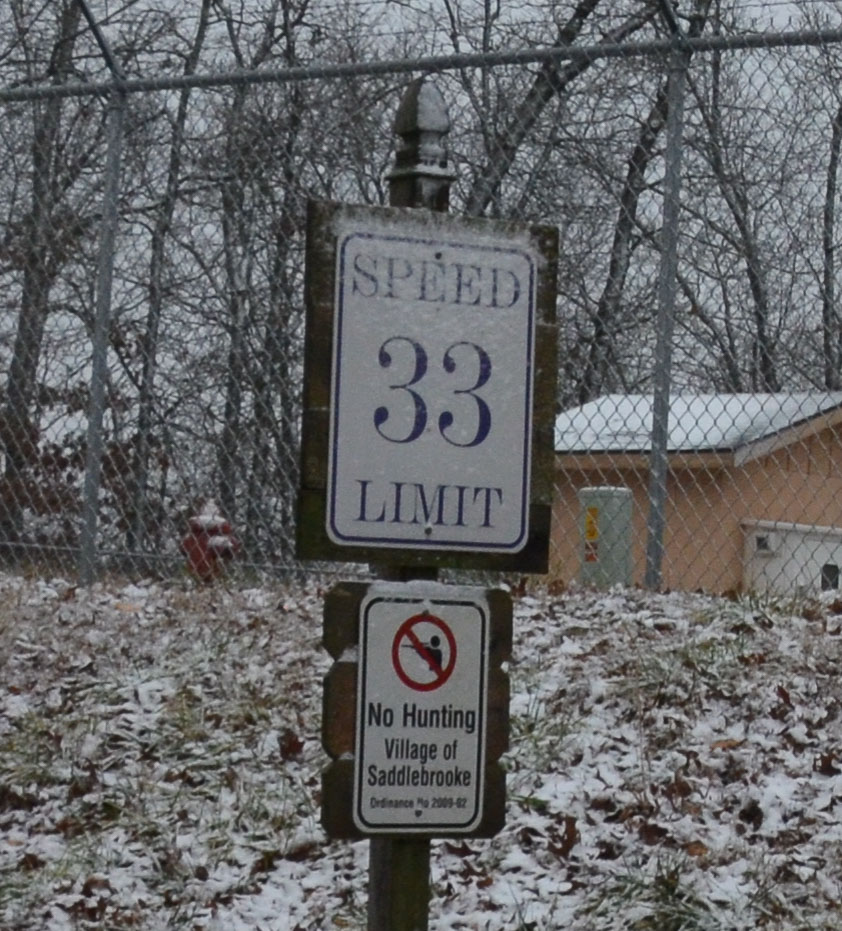 SPEED
33
LIMIT
No Hunting
Village of
Saddlebrooke
Ordinance No 2009-02